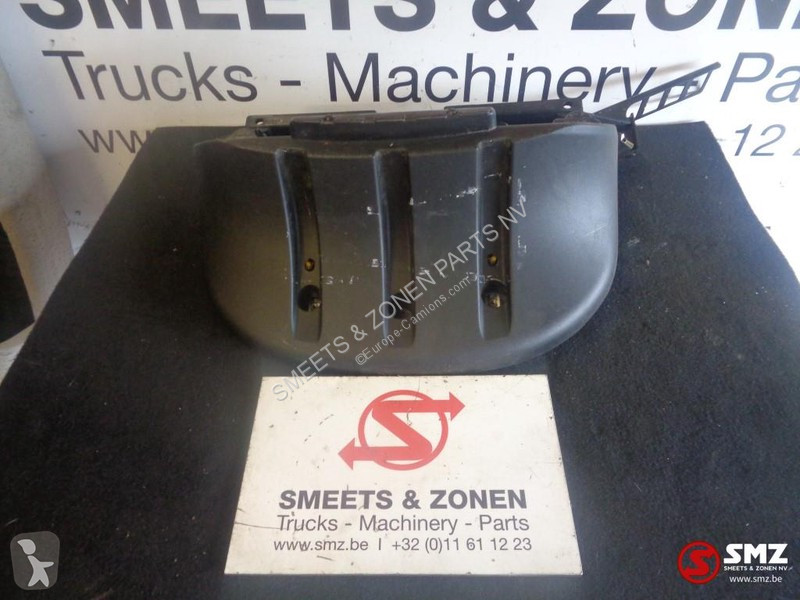 SMEETS & ZONEN
Trucks - Machinery - Pa
www.
12 2
SMEETS & ZONEN PARTS NV
©Europe-Camions.com
SMEETS & ZONEN
Trucks - Machinery - Parts
www.smz.be I +32 (0)11 61 12 23
SMZ
SMEETS & ZONEN NV
SMZ.be